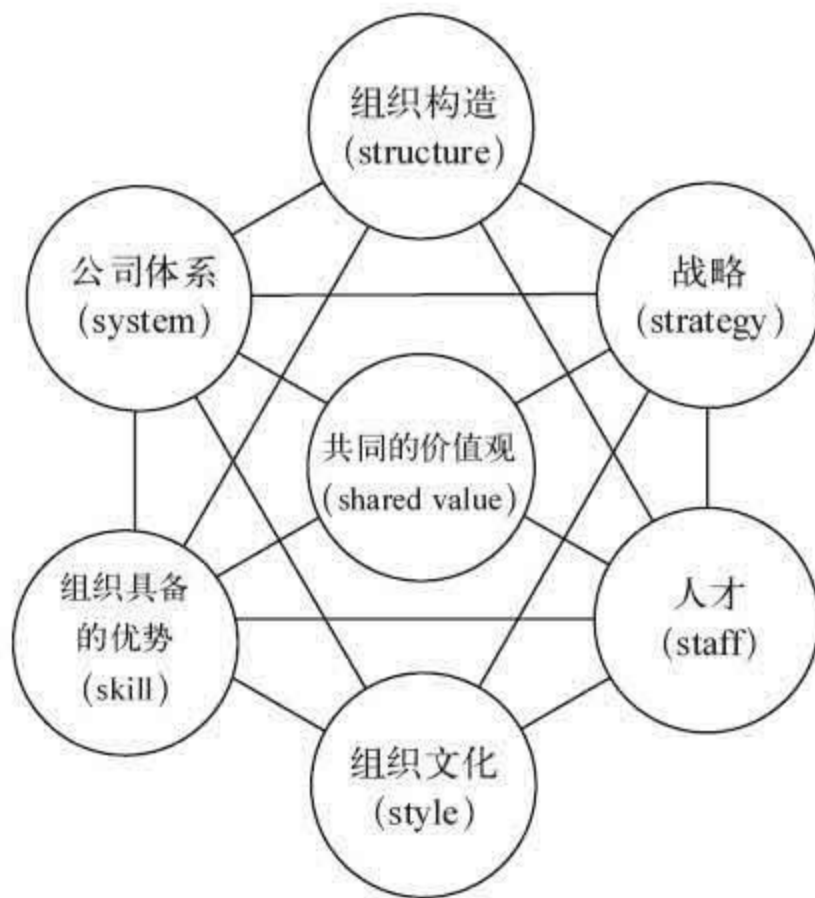 组织构造
(structure)
公司体系
(system)
战略
(strategy)
共同的价值观
(shared value)
组织具备
的优势
(skill)
人才
(staff)
组织文化
(style)